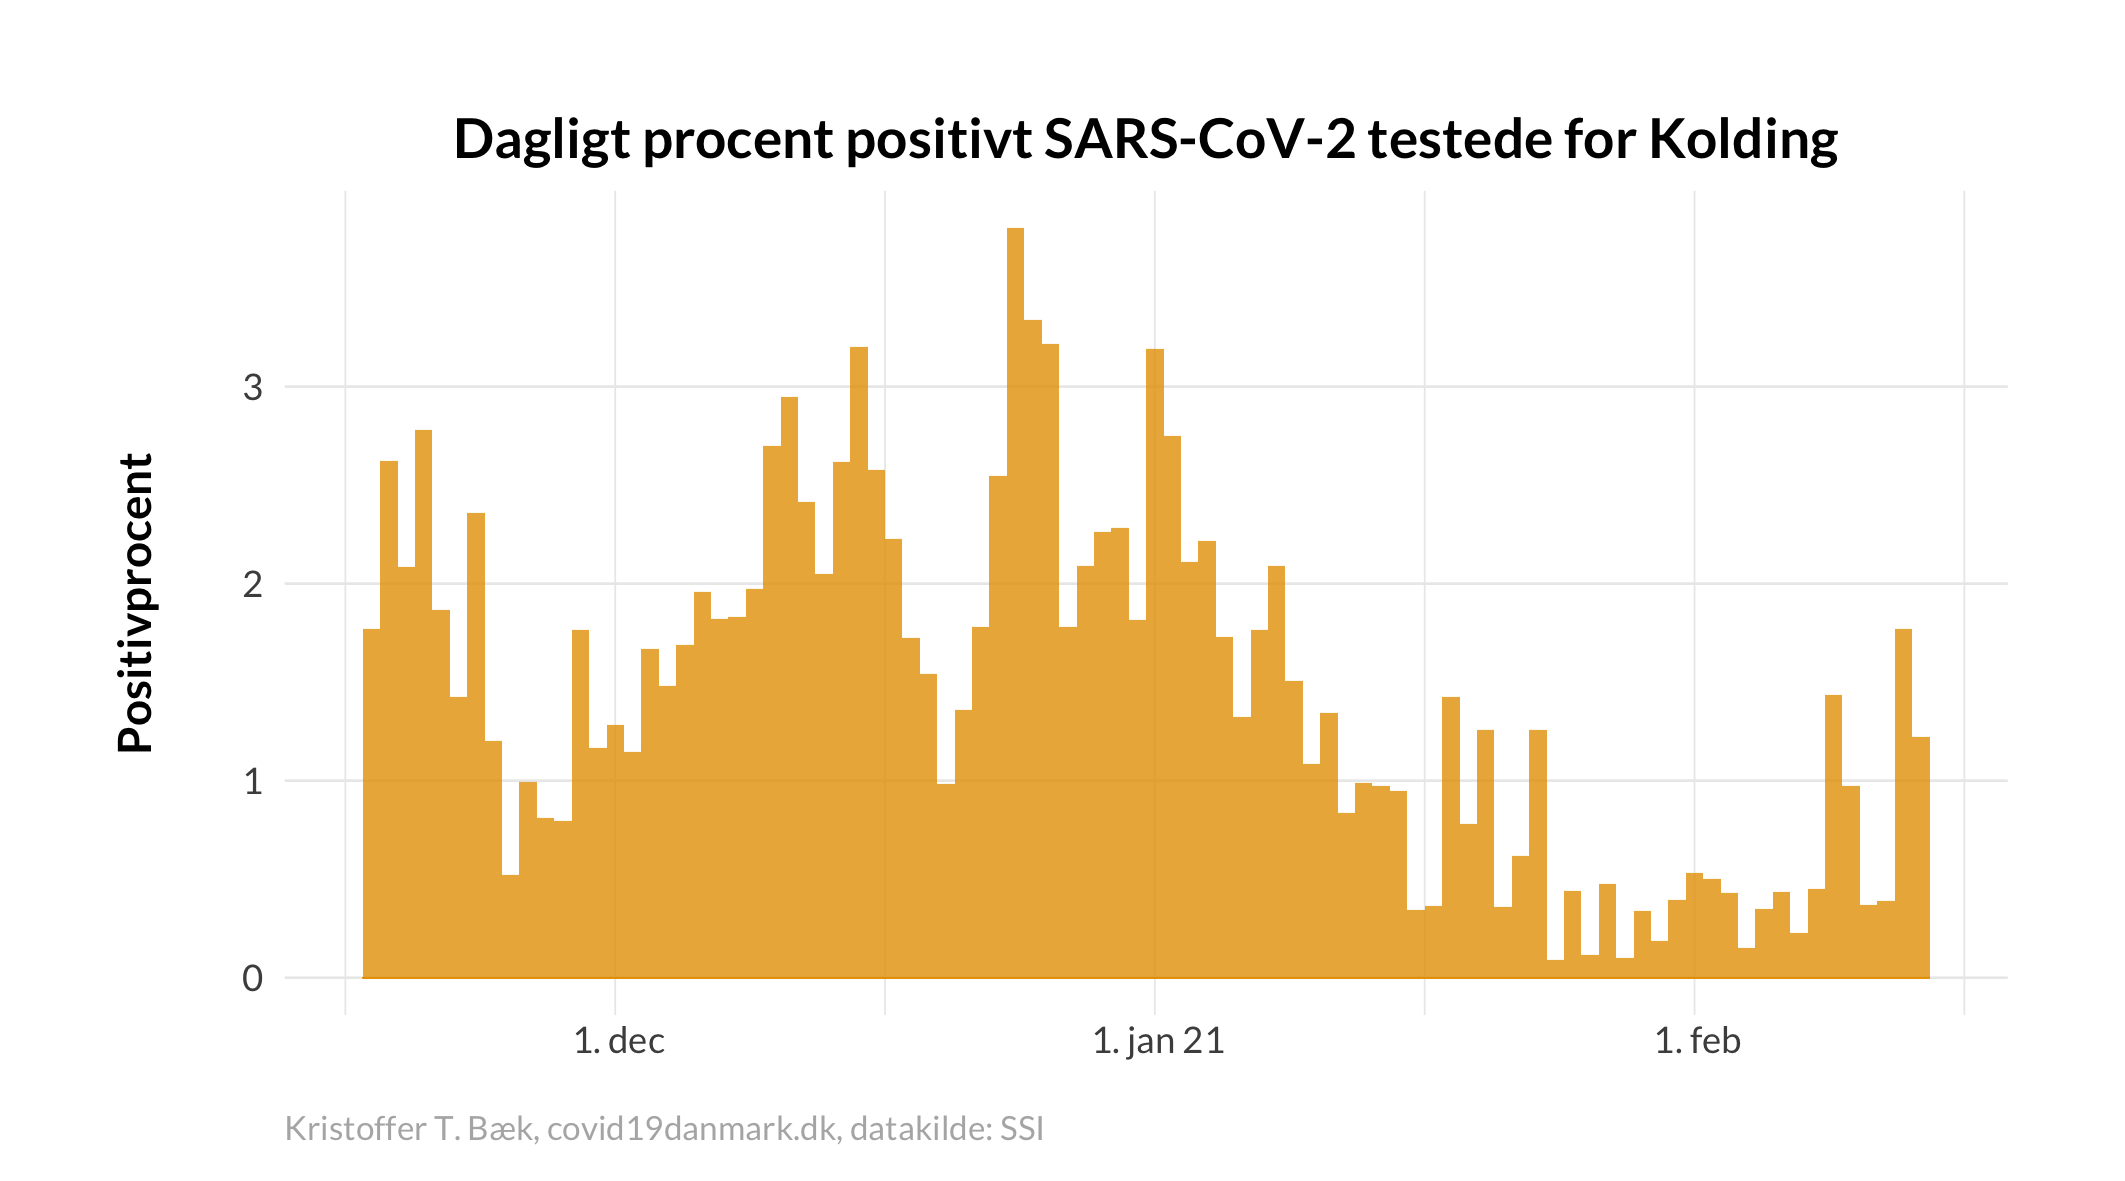 Dagligt procent positivt SARS-CoV-2 testede for Kolding
Positivprocent
3
2
1
0
1. dec
1. jan 21
1. feb
Kristoffer T. Bæk, covid19danmark.dk, datakilde: SSI